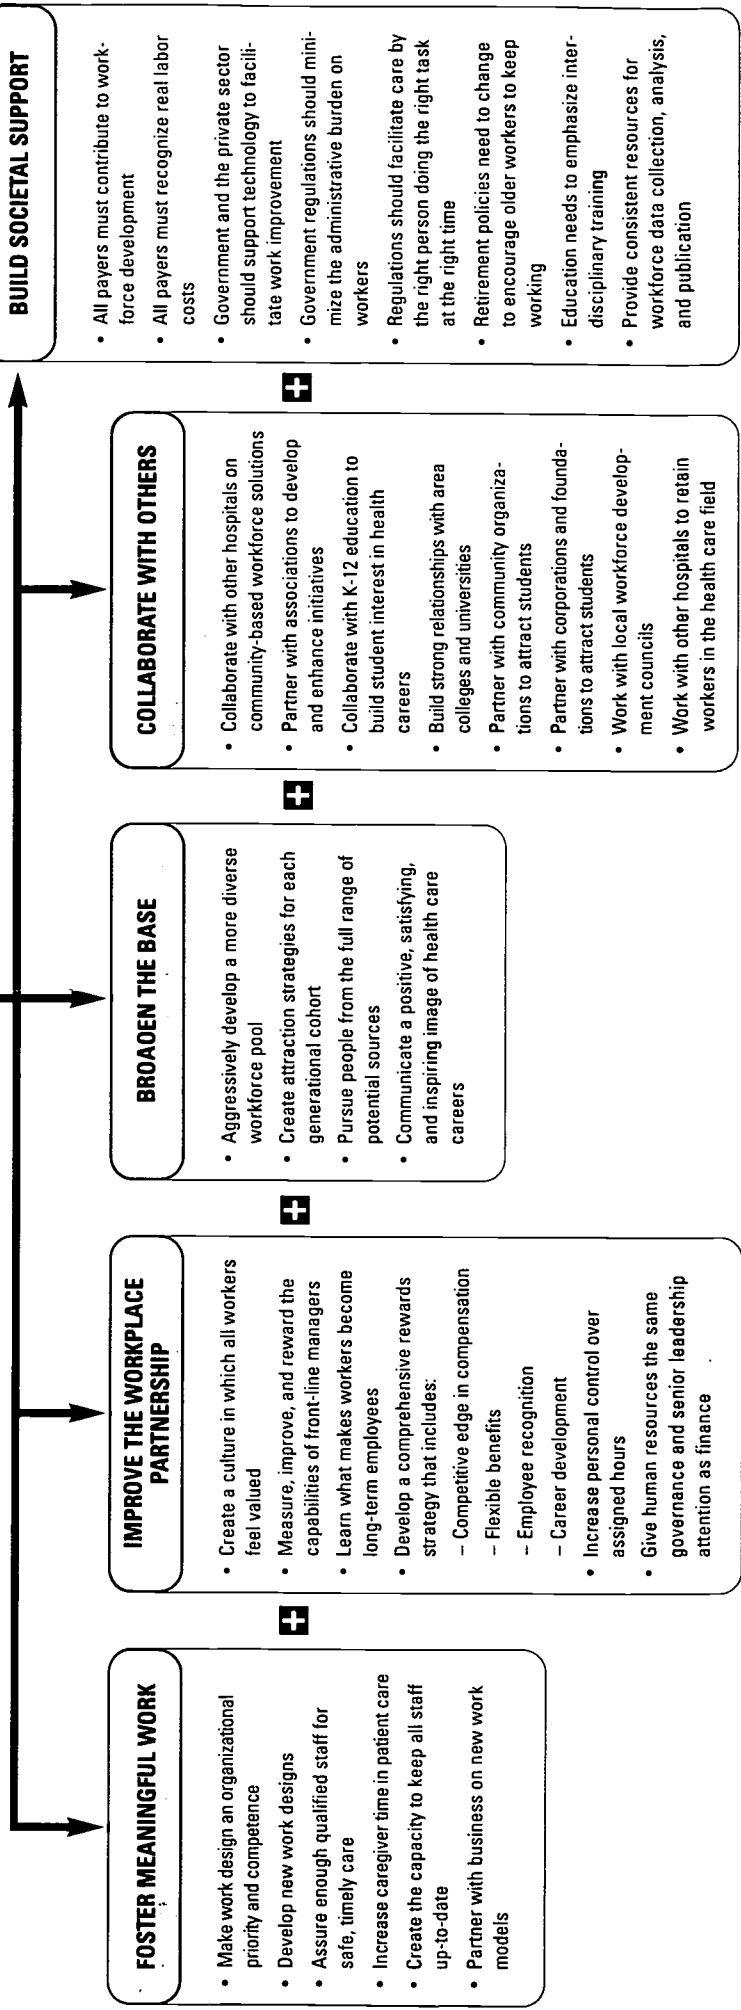 FOSTER MEANINGFUL WORK
• Make work design an organizational
priority and competence
• Develop new work designs
• Assure enough qualified staff for
safe, timely care
• Increase caregiver time in patient care
• Create the capacity to keep all staff
up-to-date
• Partner with business on new work
models
+
IMPROVE THE WORKPLACE
PARTNERSHIP
• Create a culture in which all workers
feel valued
• Measure, improve, and reward the
capabilities of front-line managers
• Learn what makes workers become
long-term employees
• Develop a comprehensive rewards
strategy that includes:
– Competitive edge in compensation
– Flexible benefits
– Employee recognition
– Career development
• Increase personal control over
assigned hours
• Give human resources the same
governance and senior leadership
attention as finance
+
BROADEN THE BASE
• Aggressively develop a more diverse
workforce pool
• Create attraction strategies for each
generational cohort
• Pursue people from the full range of
potential sources
• Communicate a positive, satisfying,
and inspiring image of health care
careers
+
COLLABORATE WITH OTHERS
• Collaborate with other hospitals on
community-based workforce solutions
• Partner with associations to develop
and enhance initiatives
• Collaborate with K-12 education to
build student interest in health
careers
• Build strong relationships with area
colleges and universities
• Partner with community organiza-
tions to attract students
• Partner with corporations and founda-
tions to attract students
• Work with local workforce develop-
ment councils
• Work with other hospitals to retain
workers in the health care field
+
BUILD SOCIETAL SUPPORT
• All payers must contribute to work-
force development
• All payers must recognize real labor
costs
• Government and the private sector
should support technology to facili-
tate work improvement
• Government regulations should mini-
mize the administrative burden on
workers
• Regulations should facilitate care by
the right person doing the right task
at the right time
• Retirement policies need to change
to encourage older workers to keep
working
• Education needs to emphasize inter-
disciplinary training
• Provide consistent resources for
workforce data collection, analysis,
and publication